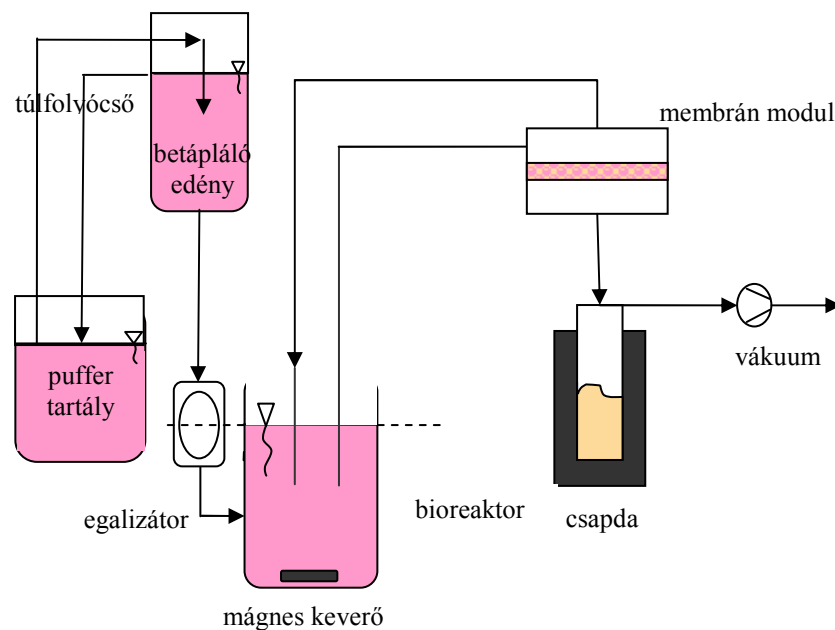 túlfolyócső
betápláló
edény
membrán modul
puffer
tartály
vákuum
egalizátor
bioreaktor
csapda
mágnes keverő